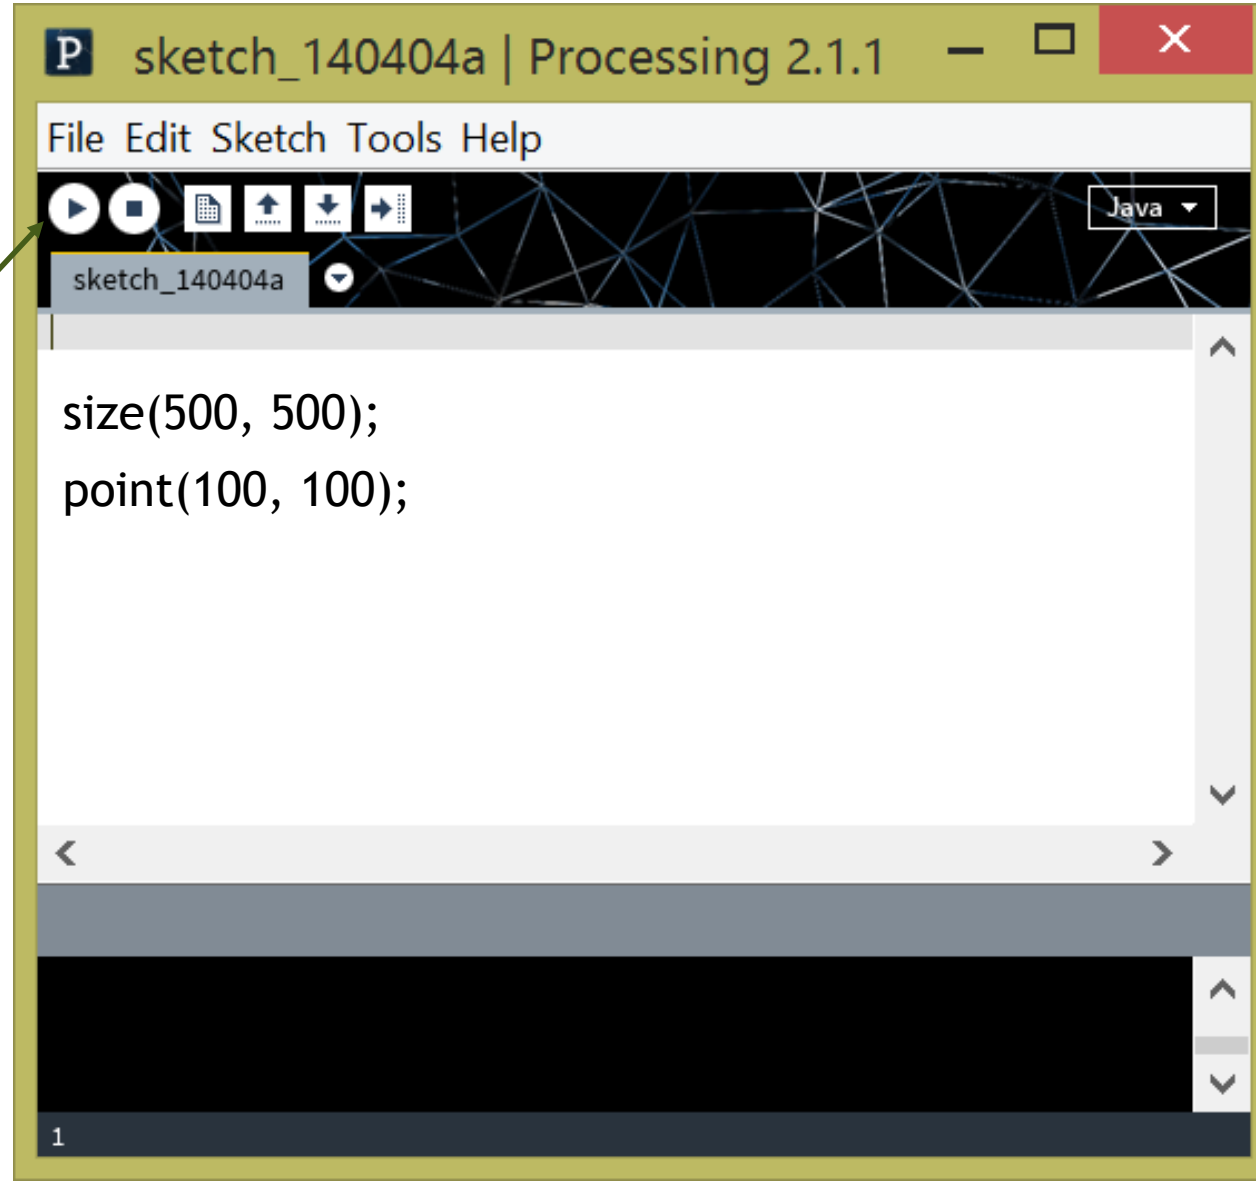 P sketch_140404a | Processing 2.1.1
File Edit Sketch Tools Help
Java
sketch_140404a
size(500, 500);
point(100, 100);
1